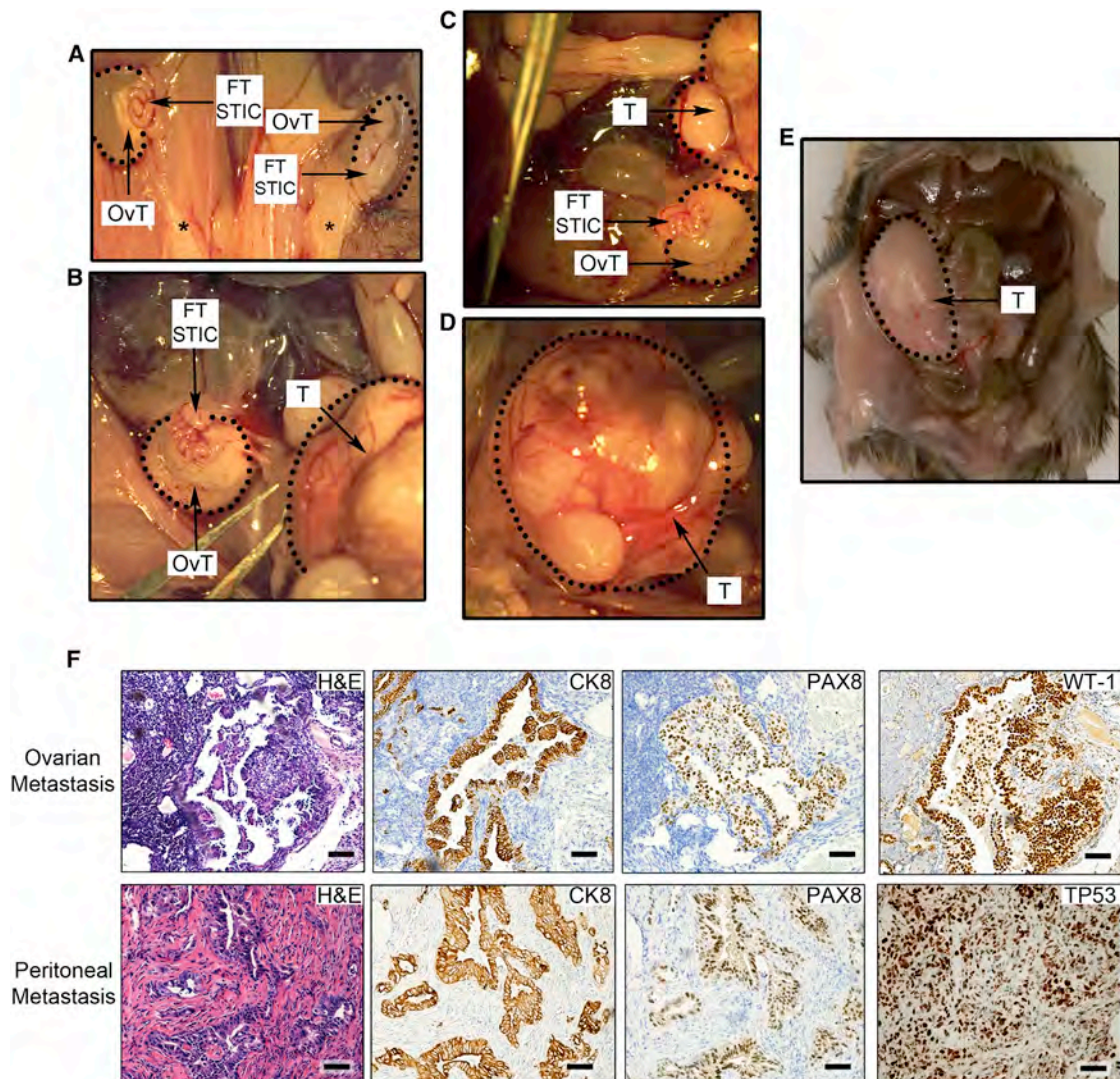 A
FT
STIC
OvT
OvT
FT
STIC
*
*
B
FT
STIC
T
OvT
C
T
FT
STIC
OvT
D
T
E
T
F
H&E
CK8
PAX8
WT-1
Ovarian
Metastasis
H&E
CK8
PAX8
TP53
Peritoneal
Metastasis